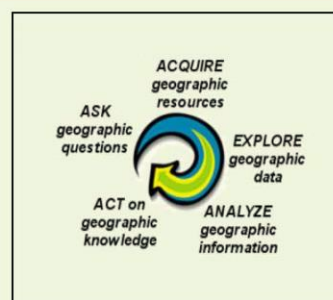 ASK
geographic
questions
ACQUIRE
geographic
resources
EXPLORE
geographic
data
ANALYZE
geographic
information
ACT on
geographic
knowledge